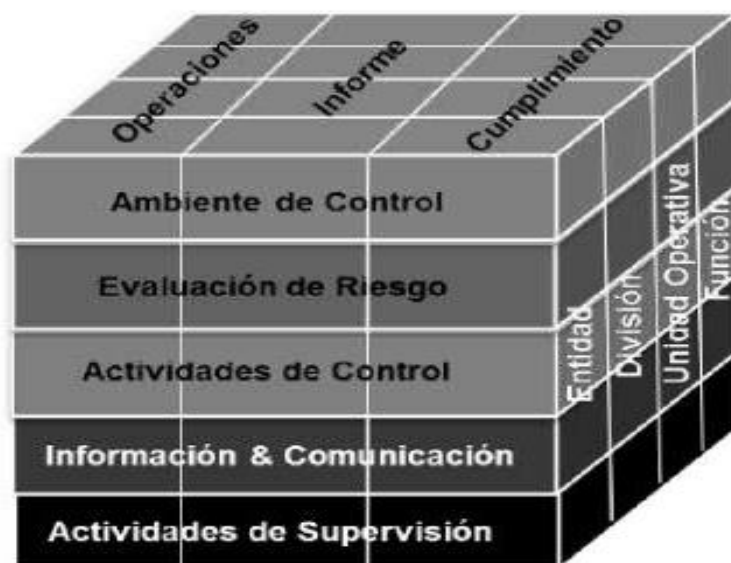 Operaciones
Informe
Cumplimiento
Ambiente de Control
Evaluación de Riesgo
Actividades de Control
Información & Comunicación
Actividades de Supervisión
Entidad
División
Unidad Operativa
Función